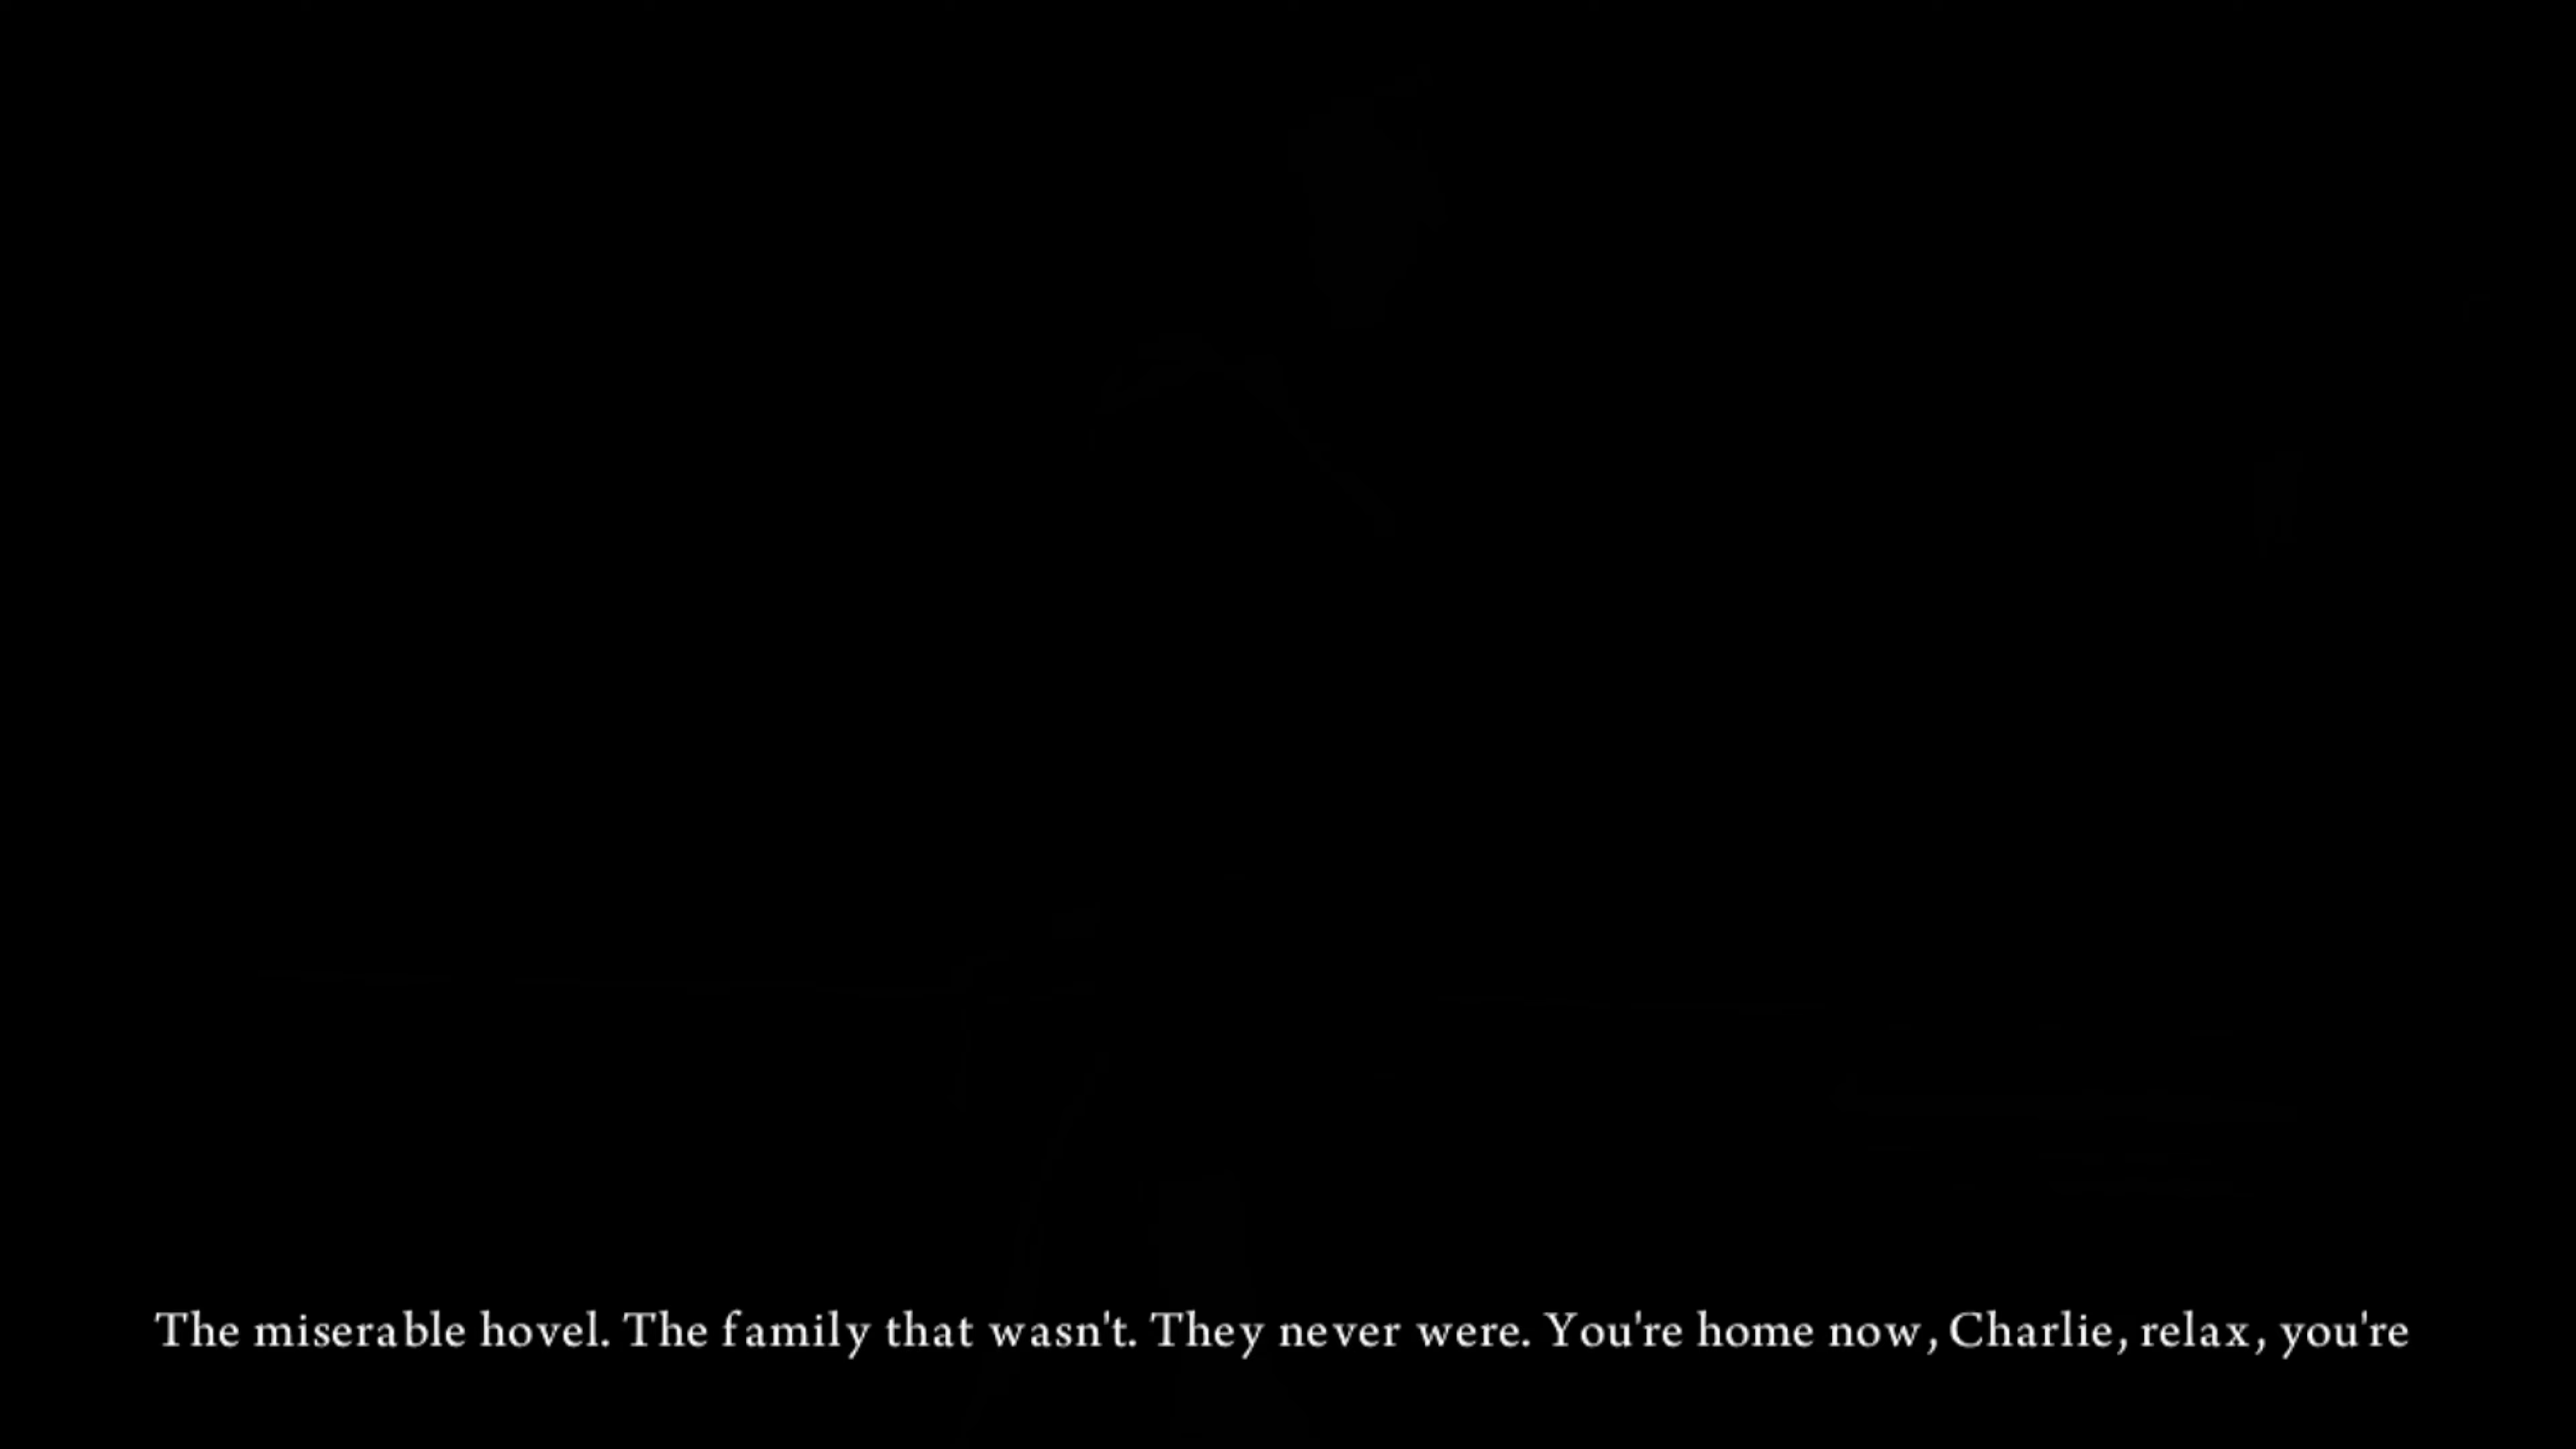 The miserable hovel. The family that wasn't. They never were. You're home now, Charlie, relax, you're